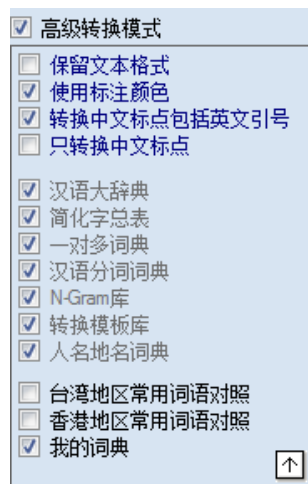 高级转换模式
保留文本格式
使用标注颜色
转换中文标点包括英文引号
只转换中文标点
汉语大辞典
简化字总表
一对多词典
汉语分词词典
N-Gram库
转换模板库
人名地名词典
台湾地区常用词语对照
香港地区常用词语对照
我的词典